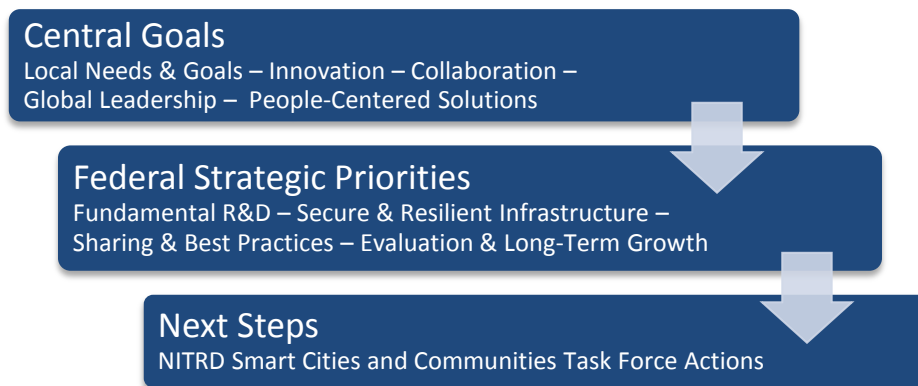 Central Goals
Local Needs & Goals – Innovation – Collaboration –
Global Leadership –  People-Centered Solutions
Federal Strategic Priorities
Fundamental R&D – Secure & Resilient Infrastructure –
Sharing & Best Practices – Evaluation & Long-Term Growth
Next Steps
NITRD Smart Cities and Communities Task Force Actions